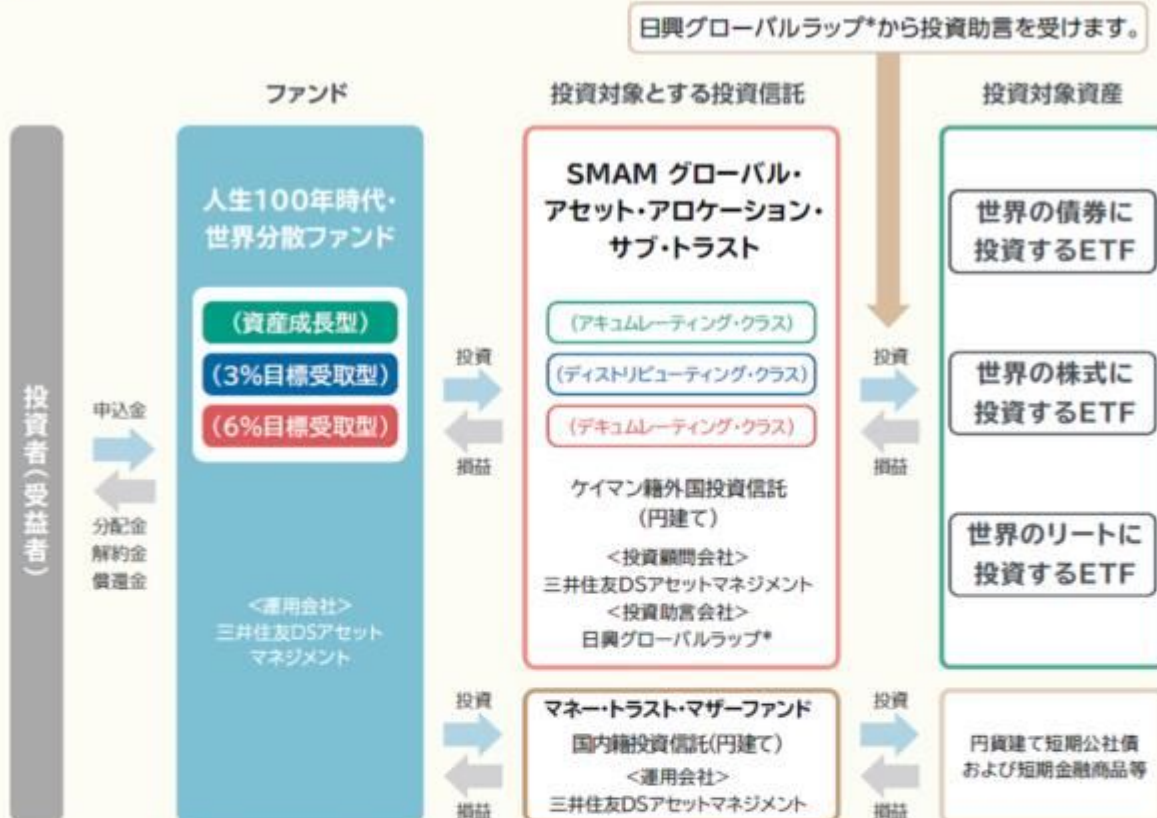 日興グローバルラップ*から投資助言を受けます。
ファンド
投資対象とする投資信託
投資対象資産
投資者(受益者)
申込金
分配金
解約金
償還金
人生100年時代・
世界分散ファンド
(資産成長型)
(3%目標受取型)
(6%目標受取型)
<運用会社>
三井住友DSアセット
マネジメント
投資
損益
SMAM グローバル・
アセット・アロケーション・
サブ・トラスト
(アキュムレーティング・クラス)
(ディストリビューティング・クラス)
(デキュムレーティング・クラス)
ケイマン籍外国投資信託
(円建て)
<投資顧問会社>
三井住友DSアセットマネジメント
<投資助言会社>
日興グローバルラップ*
投資
損益
世界の債券に
投資するETF
世界の株式に
投資するETF
世界のリートに
投資するETF
投資
損益
マネー・トラスト・マザーファンド
国内籍投資信託(円建て)
<運用会社>
三井住友DSアセットマネジメント
投資
損益
円貨建て短期公社債
および短期金融商品等